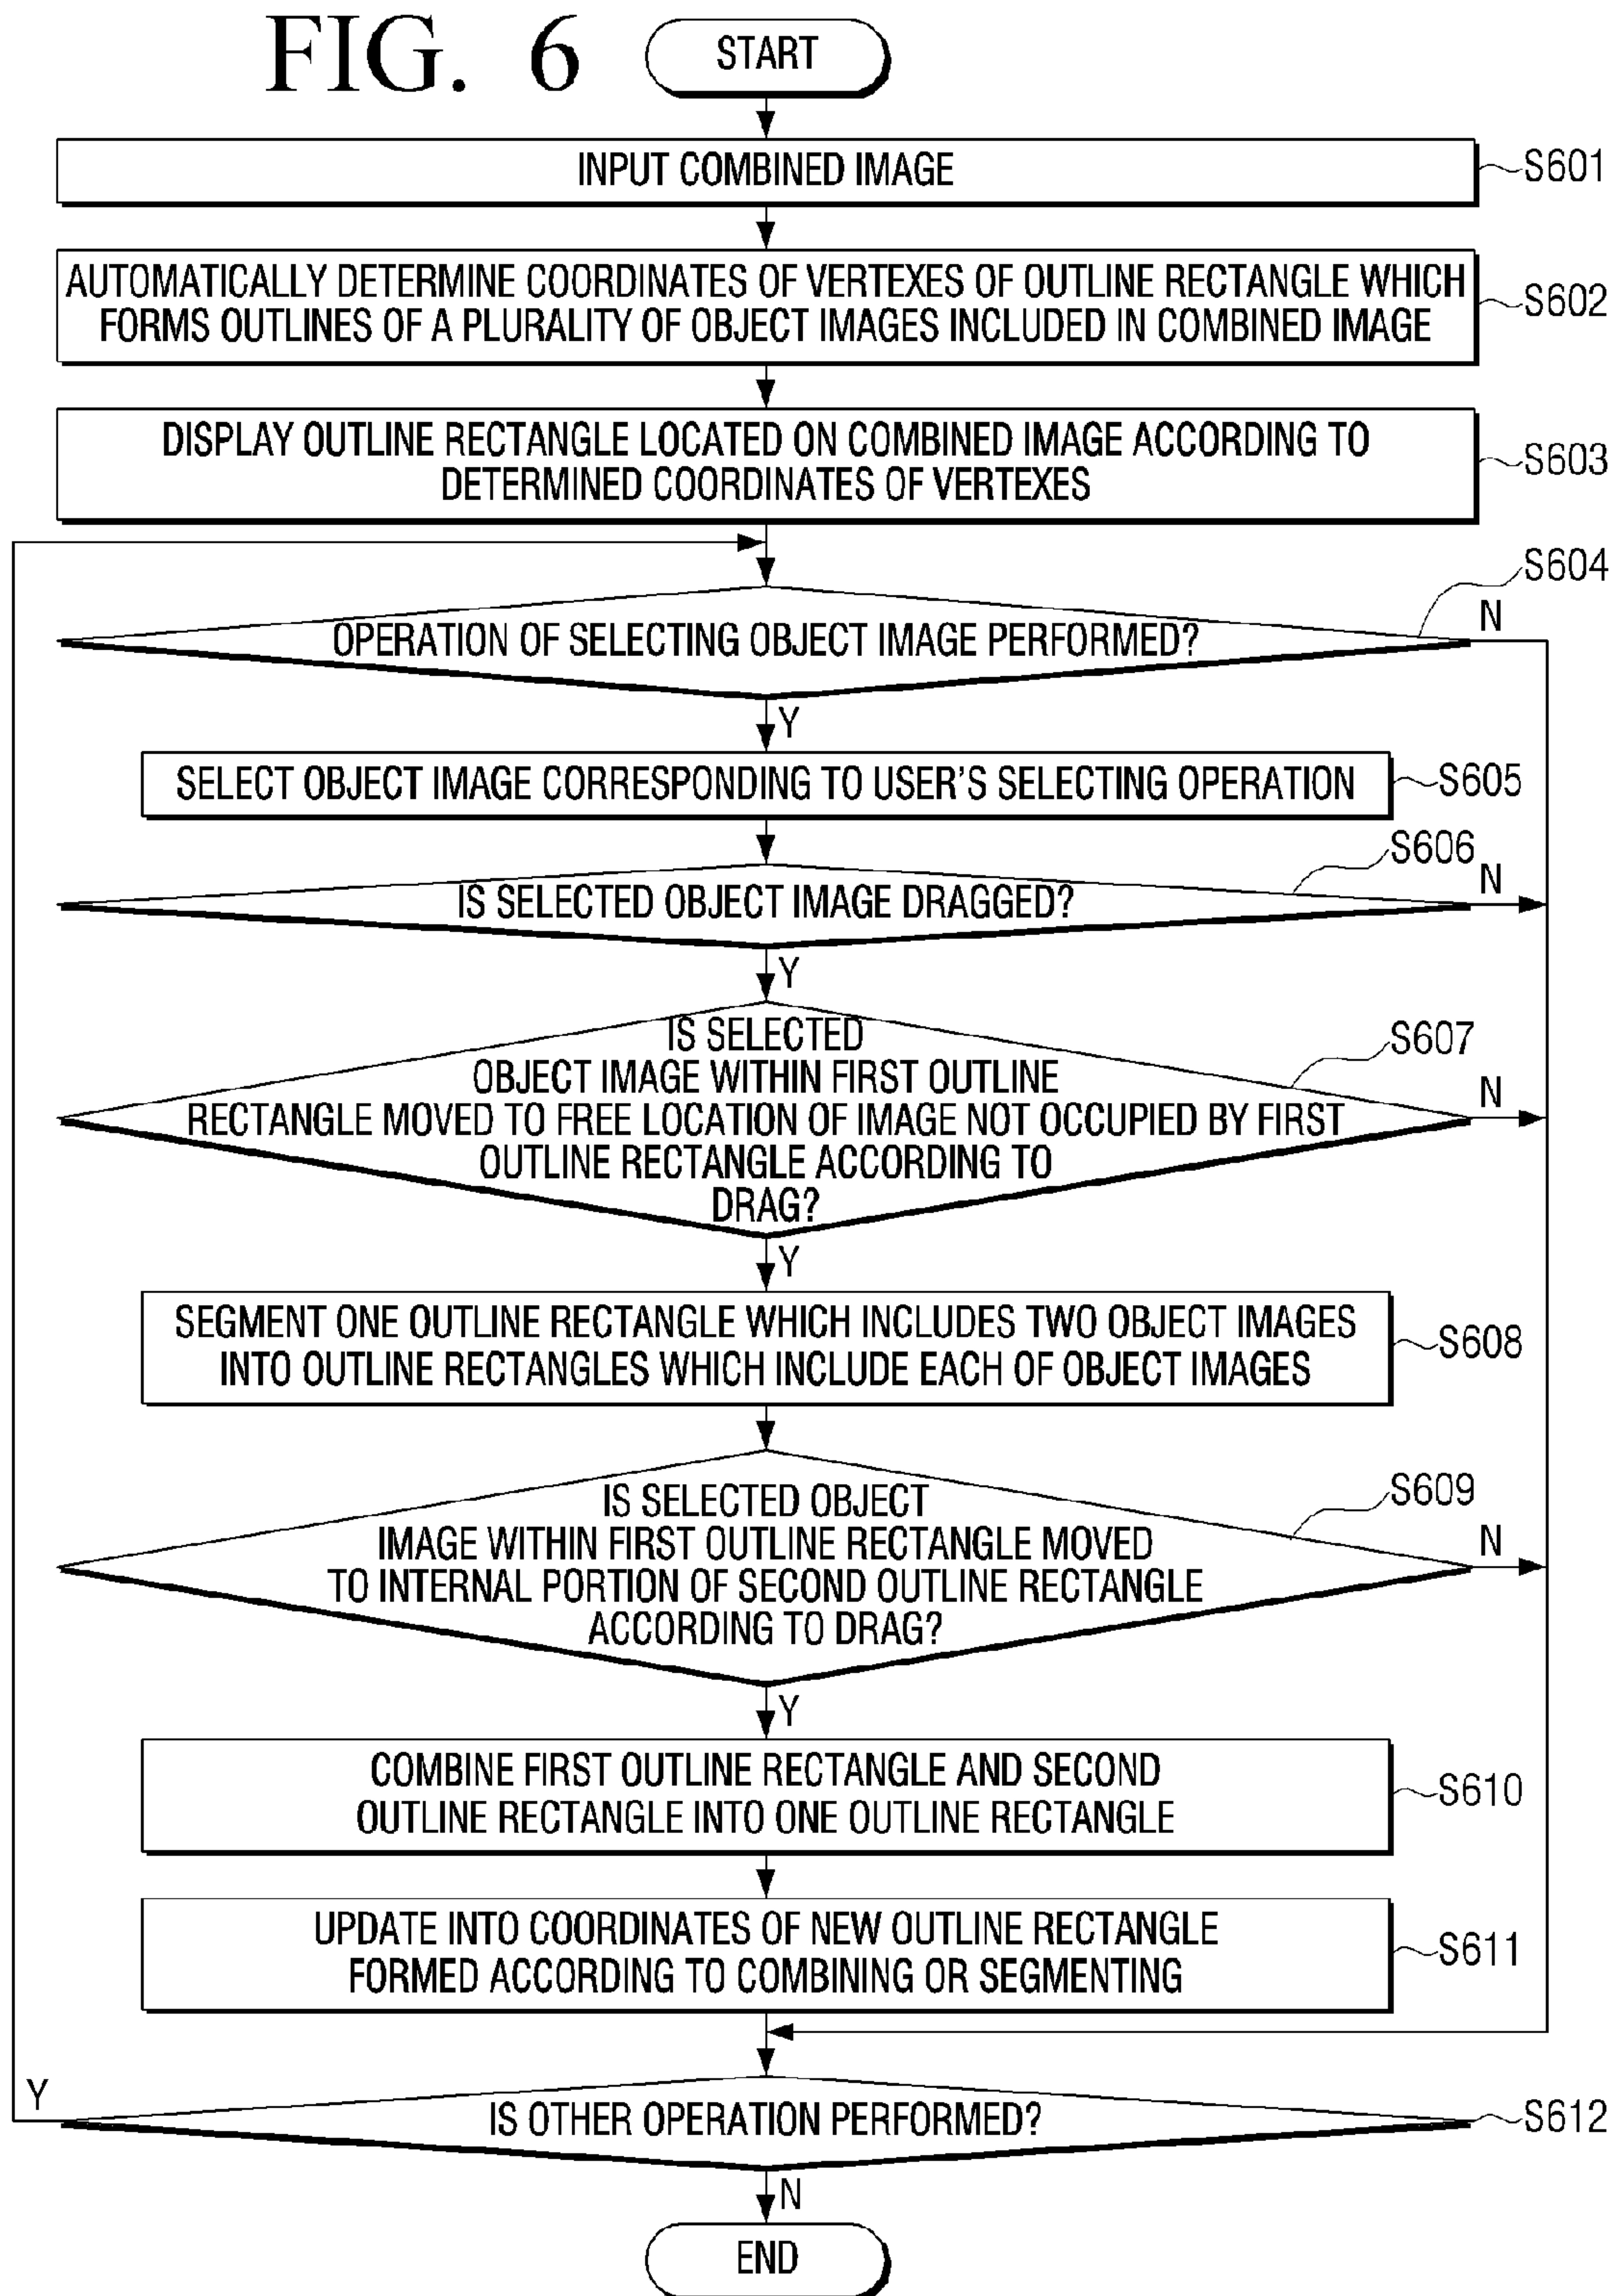 FIG. 6
START
INPUT COMBINED IMAGE
S601
AUTOMATICALLY DETERMINE COORDINATES OF VERTEXES OF OUTLINE RECTANGLE WHICH
FORMS OUTLINES OF A PLURALITY OF OBJECT IMAGES INCLUDED IN COMBINED IMAGE
S602
DISPLAY OUTLINE RECTANGLE LOCATED ON COMBINED IMAGE ACCORDING TO
DETERMINED COORDINATES OF VERTEXES
S603
S604
OPERATION OF SELECTING OBJECT IMAGE PERFORMED?
N
Y
SELECT OBJECT IMAGE CORRESPONDING TO USER'S SELECTING OPERATION
S605
S606
IS SELECTED OBJECT IMAGE DRAGGED?
N
Y
IS SELECTED
OBJECT IMAGE WITHIN FIRST OUTLINE
RECTANGLE MOVED TO FREE LOCATION OF IMAGE NOT OCCUPIED BY FIRST
OUTLINE RECTANGLE ACCORDING TO
DRAG?
S607
N
Y
SEGMENT ONE OUTLINE RECTANGLE WHICH INCLUDES TWO OBJECT IMAGES
INTO OUTLINE RECTANGLES WHICH INCLUDE EACH OF OBJECT IMAGES
S608
IS SELECTED OBJECT
IMAGE WITHIN FIRST OUTLINE RECTANGLE MOVED
TO INTERNAL PORTION OF SECOND OUTLINE RECTANGLE
ACCORDING TO DRAG?
S609
N
Y
COMBINE FIRST OUTLINE RECTANGLE AND SECOND
OUTLINE RECTANGLE INTO ONE OUTLINE RECTANGLE
S610
UPDATE INTO COORDINATES OF NEW OUTLINE RECTANGLE
FORMED ACCORDING TO COMBINING OR SEGMENTING
S611
Y
IS OTHER OPERATION PERFORMED?
S612
N
END